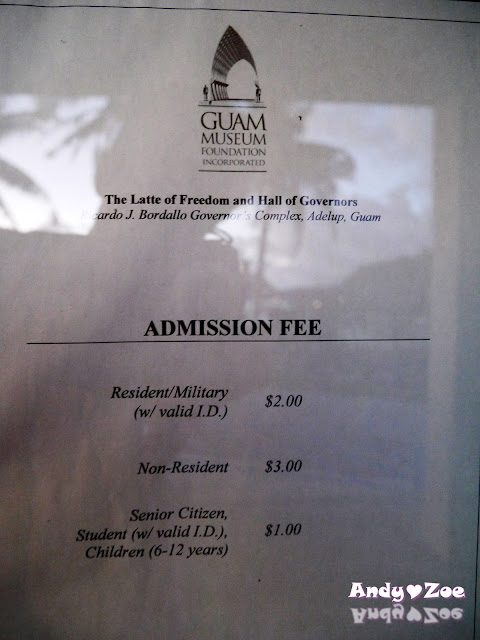 GUAM
MUSEUM
FOUNDATION
INCORPORATED
The Latte of Freedom and Hall of Governors
Ricardo J. Bordallo Governor's Complex, Adelup, Guam
ADMISSION FEE
Resident/Military $2.00
(w/ valid I.D.)
Non-Resident $3.00
Senior Citizen,
Student (w/ valid I.D.), $1.00
Children (6-12 years)
Andy♥Zoe